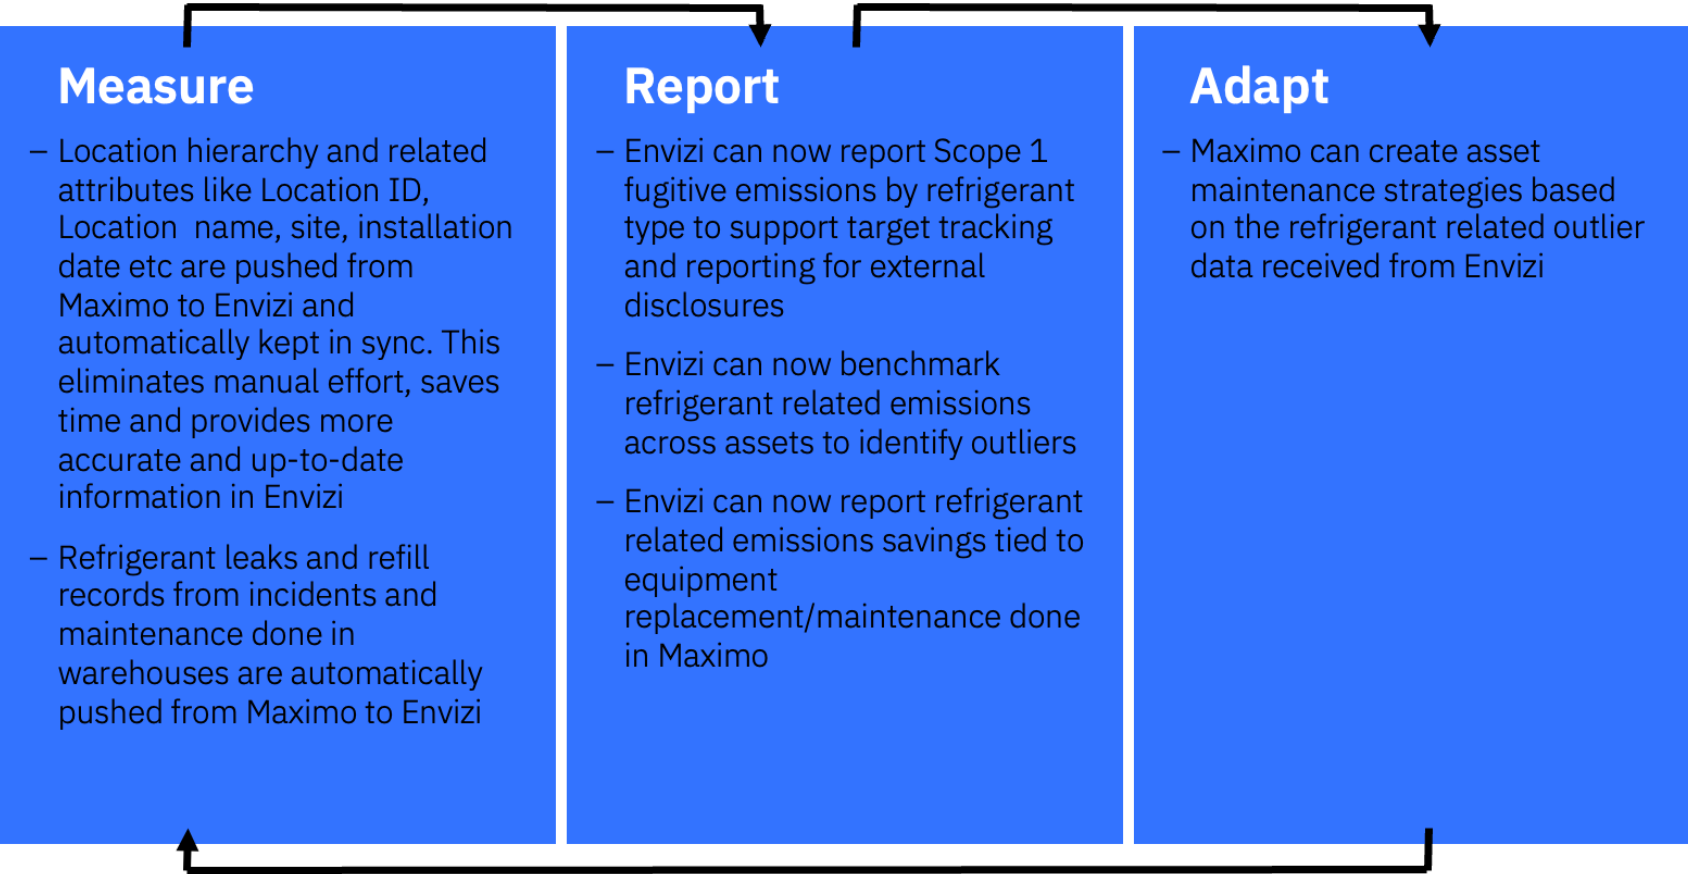 Measure
– Location hierarchy and related
attributes like Location ID,
Location  name, site, installation
date etc are pushed from
Maximo to Envizi and
automatically kept in sync. This
eliminates manual effort, saves
time and provides more
accurate and up-to-date
information in Envizi
– Refrigerant leaks and refill
records from incidents and
maintenance done in
warehouses are automatically
pushed from Maximo to Envizi
Report
– Envizi can now report Scope 1
fugitive emissions by refrigerant
type to support target tracking
and reporting for external
disclosures
– Envizi can now benchmark
refrigerant related emissions
across assets to identify outliers
– Envizi can now report refrigerant
related emissions savings tied to
equipment
replacement/maintenance done
in Maximo
Adapt
– Maximo can create asset
maintenance strategies based
on the refrigerant related outlier
data received from Envizi